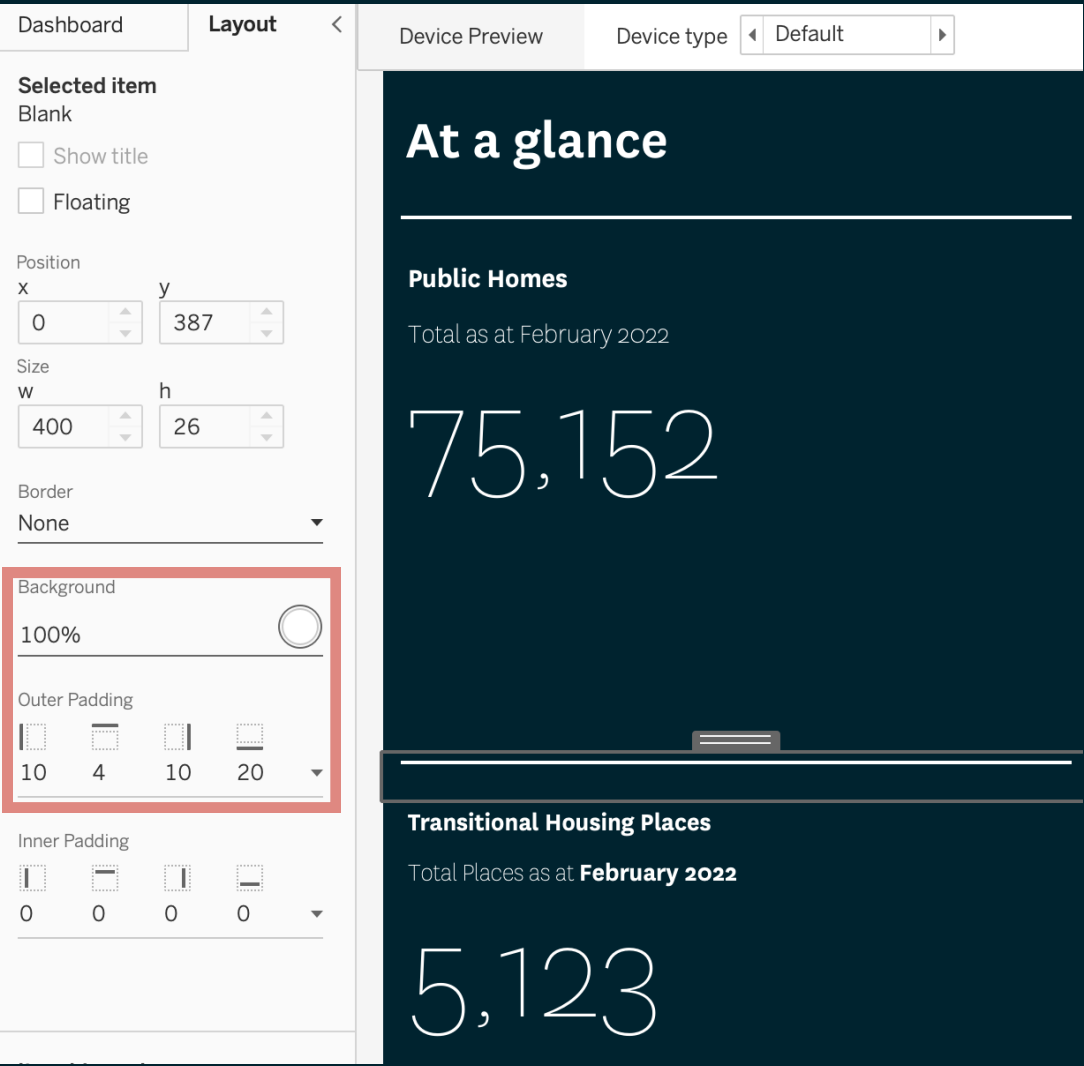 Dashboard
Layout
Device Preview
Device type
Default
Selected item
Blank
Show title
Floating
Position
x
y
0
387
Size
w
h
400
26
Border
None
Background
100%
Outer Padding
10
4
10
20
Inner Padding
0
0
0
0
At a glance
Public Homes
Total as at February 2022
75,152
Transitional Housing Places
Total Places as at February 2022
5,123